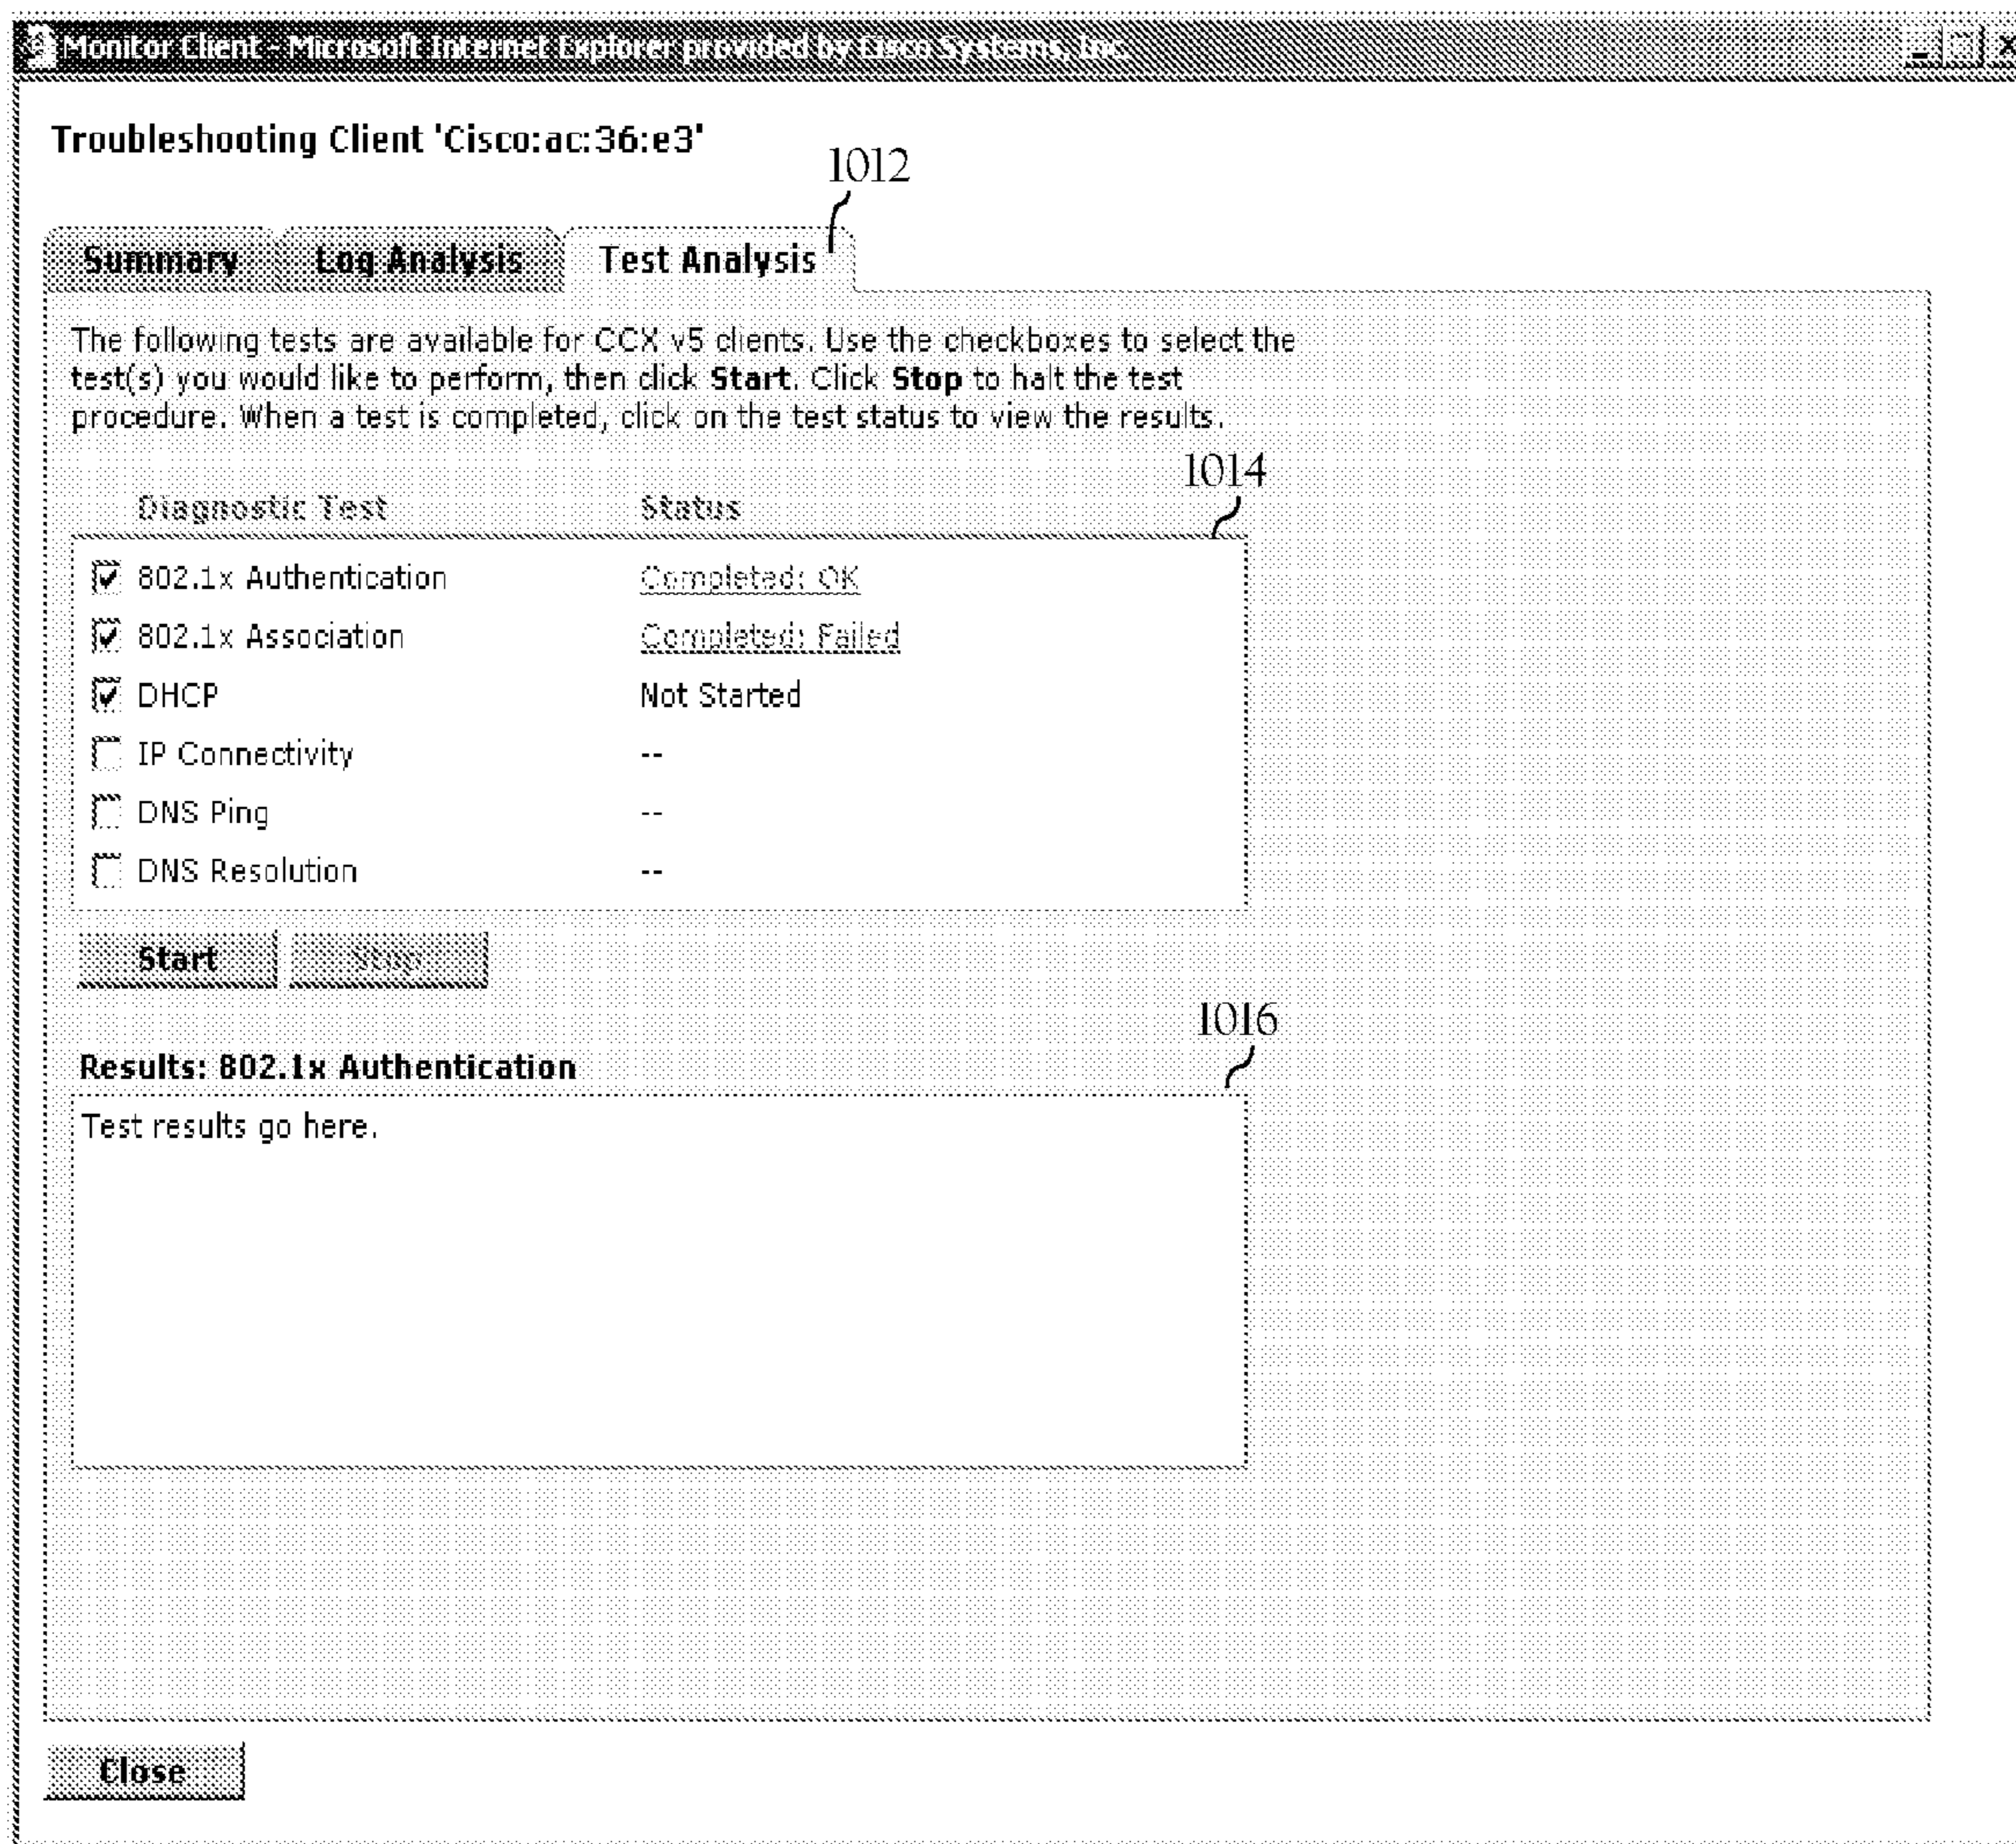 Monitor Client - Microsoft Internet Explorer provided by Cisco Systems, Inc.
Troubleshooting Client 'Cisco:ac:36:e3'
1012
Summary Log Analysis Test Analysis
The following tests are available for CCX v5 clients. Use the checkboxes to select the
test(s) you would like to perform, then click Start. Click Stop to halt the test
procedure. When a test is completed, click on the test status to view the results.
1014
Diagnostic Test Status
802.1x Authentication Completed: OK
802.1x Association Completed: Failed
DHCP Not Started
IP Connectivity --
DNS Ping --
DNS Resolution --
Start Stop
1016
Results: 802.1x Authentication
Test results go here.
Close